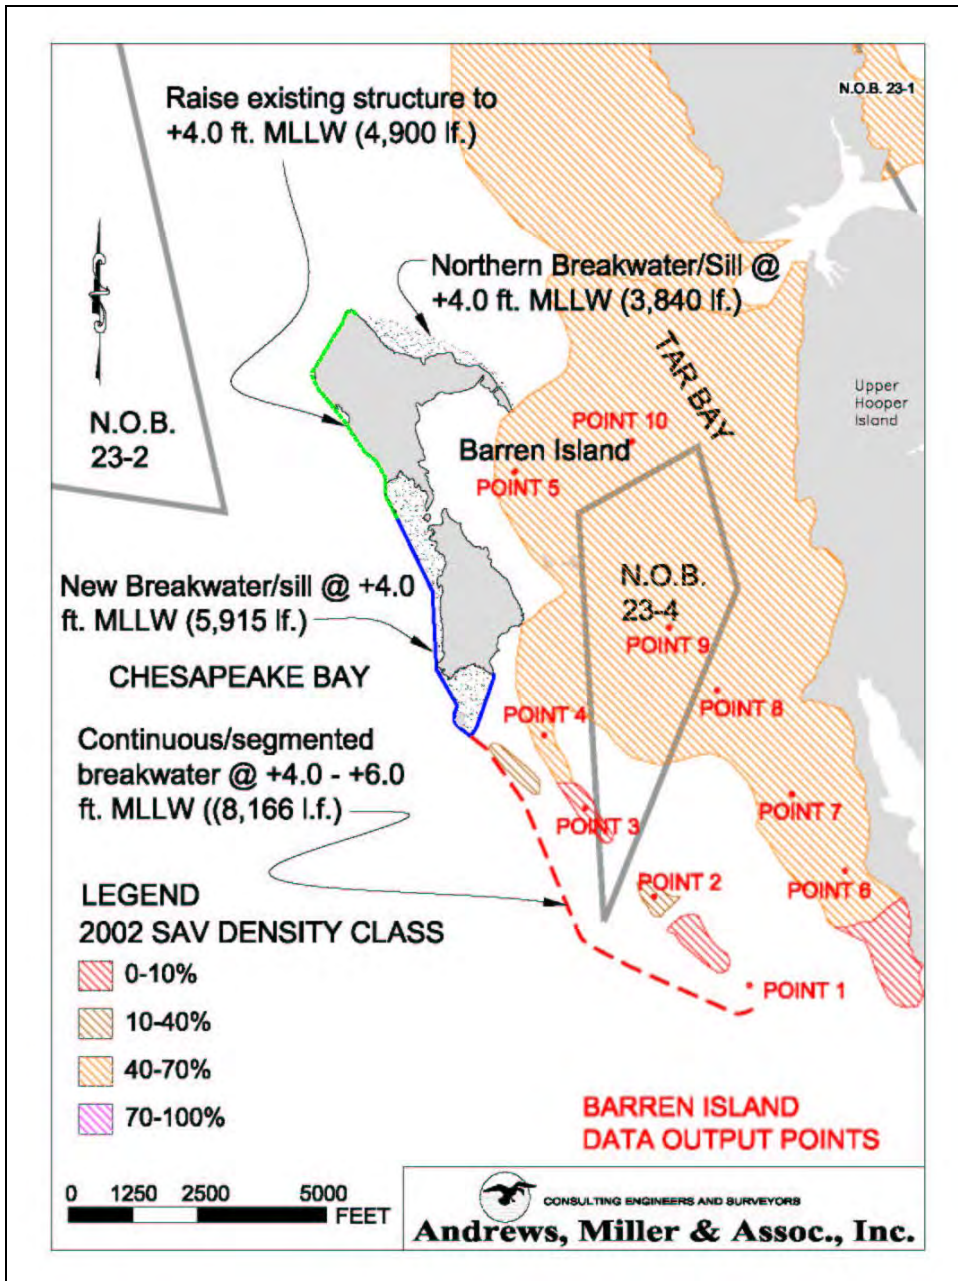 Raise existing structure to
+4.0 ft. MLLW (4,900 lf.)
N.O.B. 23-1
Northern Breakwater/Sill @
+4.0 ft. MLLW (3,840 lf.)
TAR BAY
Upper
Hooper
Island
N.O.B.
23-2
POINT 10
Barren Island
POINT 5
New Breakwater/sill @ +4.0
ft. MLLW (5,915 lf.)
N.O.B.
23-4
POINT 9
CHESAPEAKE BAY
POINT 4
POINT 8
Continuous/segmented
breakwater @ +4.0 - +6.0
ft. MLLW ((8,166 l.f.)
POINT 7
POINT 3
POINT 2
POINT 6
POINT 1
LEGEND
2002 SAV DENSITY CLASS
0-10%
10-40%
40-70%
70-100%
BARREN ISLAND
DATA OUTPUT POINTS
0 1250 2500 5000
FEET
CONSULTING ENGINEERS AND SURVEYORS
Andrews, Miller & Assoc., Inc.